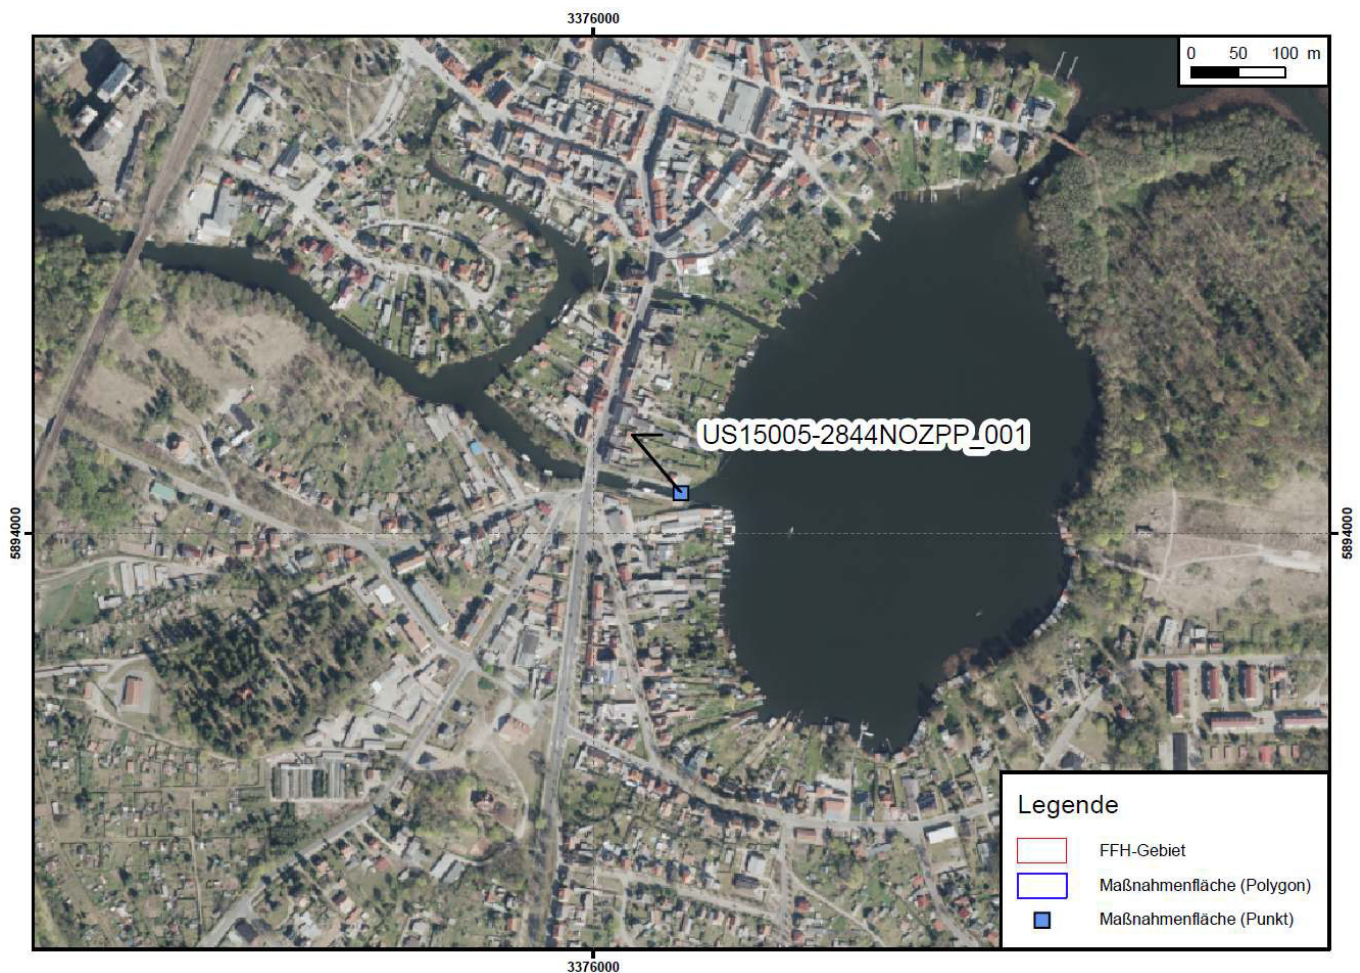 3376000
0 50 100 m
US15005-2844NOZPP_001
5894000
5894000
Legende
FFH-Gebiet
Maßnahmenfläche (Polygon)
Maßnahmenfläche (Punkt)
3376000